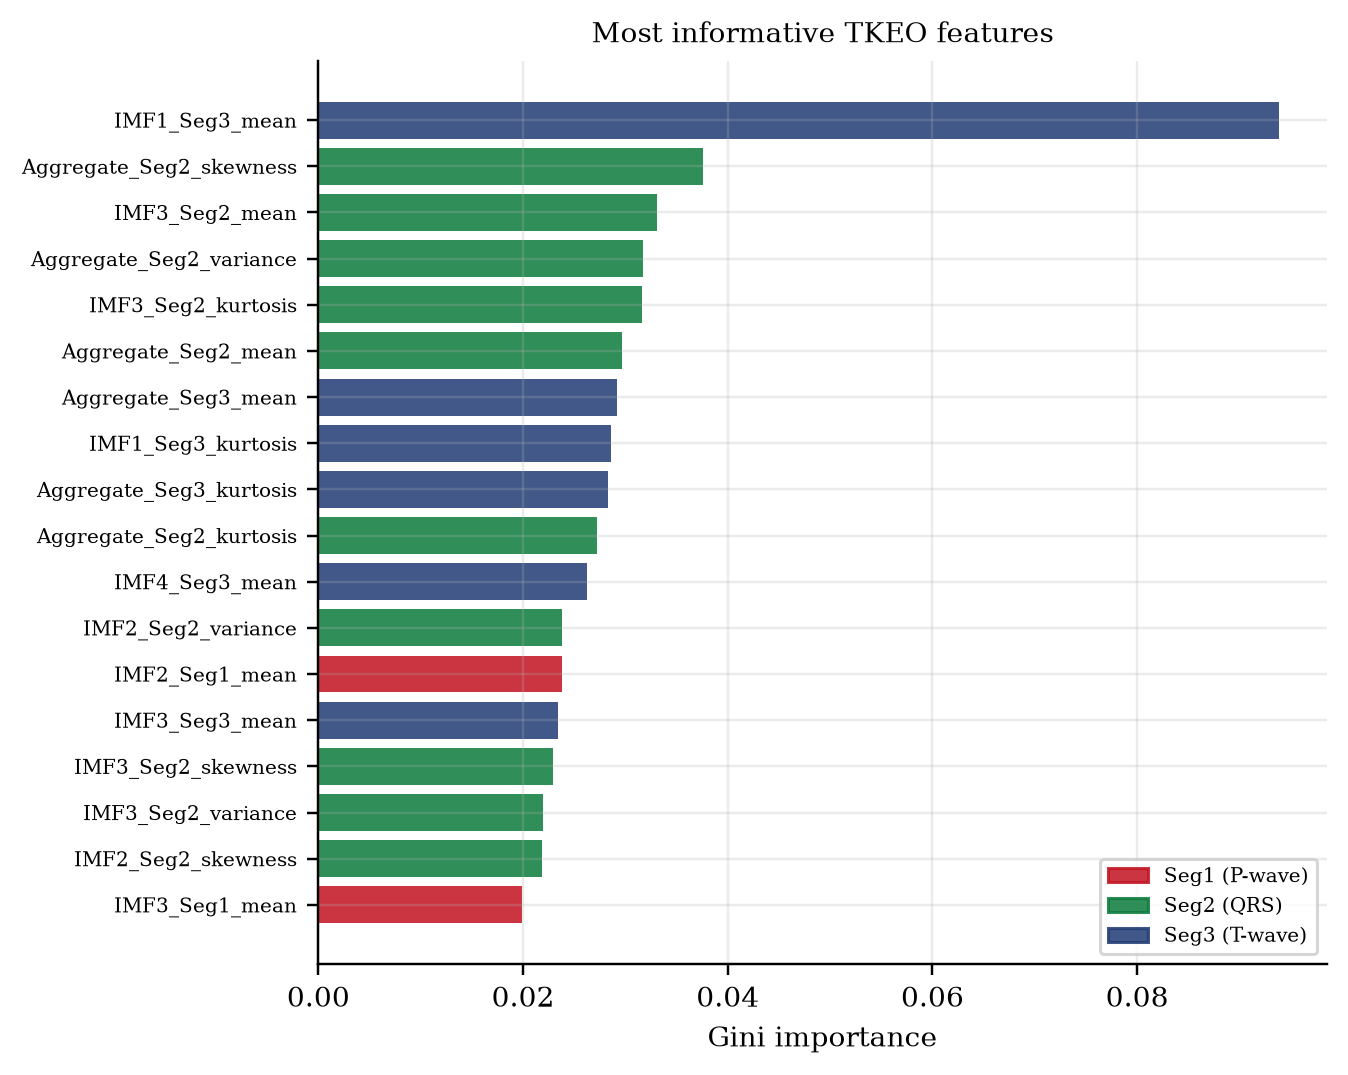 Most informative TKEO features
IMF1_Seg3_mean
Aggregate_Seg2_skewness
IMF3_Seg2_mean
Aggregate_Seg2_variance
IMF3_Seg2_kurtosis
Aggregate_Seg2_mean
Aggregate_Seg3_mean
IMF1_Seg3_kurtosis
Aggregate_Seg3_kurtosis
Aggregate_Seg2_kurtosis
IMF4_Seg3_mean
IMF2_Seg2_variance
IMF2_Seg1_mean
IMF3_Seg3_mean
IMF3_Seg2_skewness
IMF3_Seg2_variance
IMF2_Seg2_skewness
IMF3_Seg1_mean
Seg1 (P-wave)
Seg2 (QRS)
Seg3 (T-wave)
0.00 0.02 0.04 0.06 0.08
Gini importance